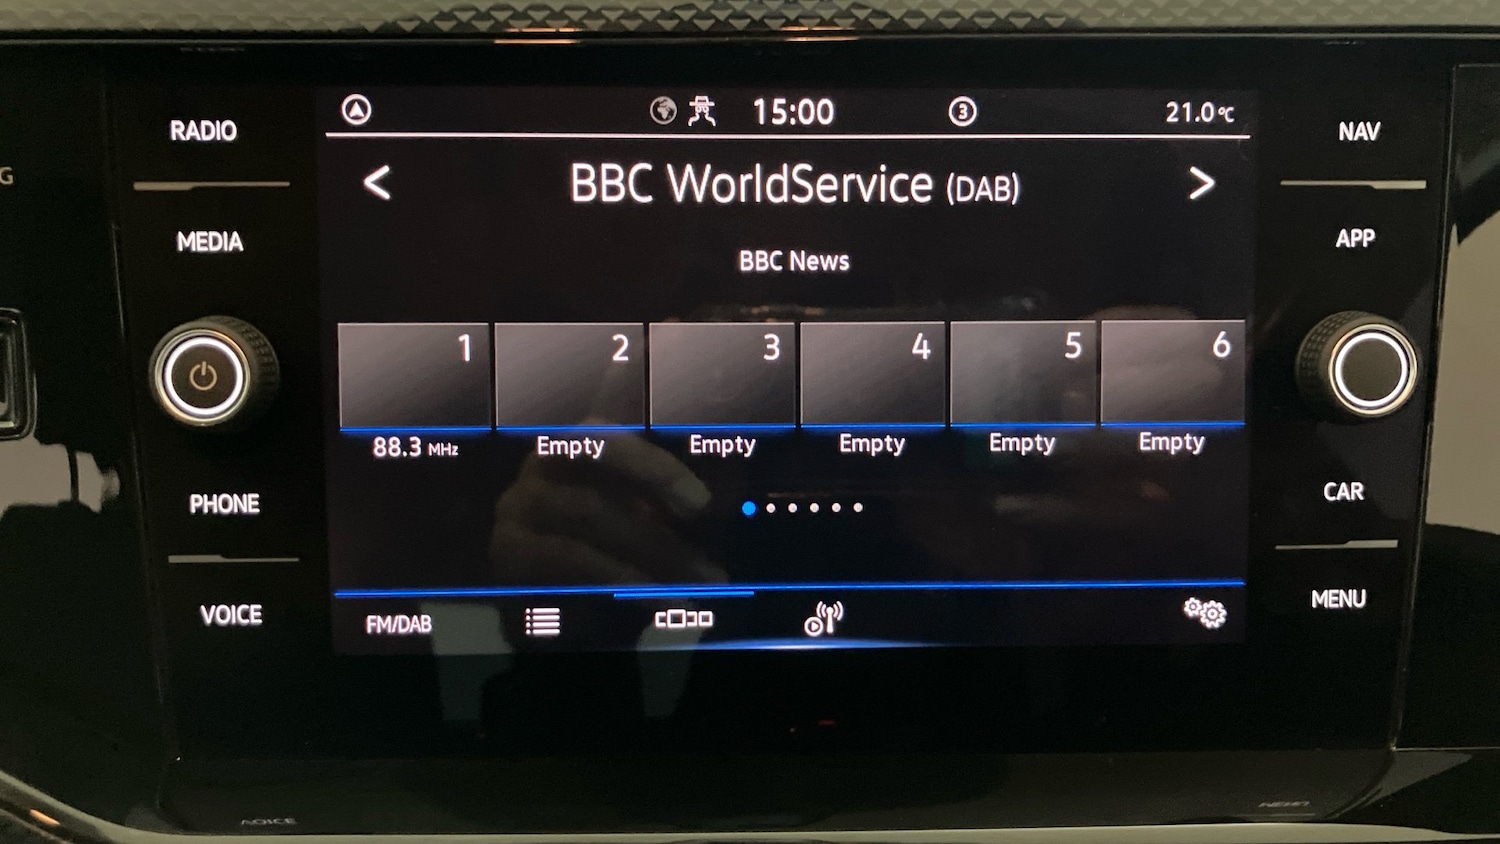 RADIO
MEDIA
PHONE
VOICE
G
15:00
3
21.0°C
< BBC WorldService (DAB) >
BBC News
1 2 3 4 5 6
88.3 MHz Empty Empty Empty Empty Empty
FM/DAB
NAV
APP
CAR
MENU